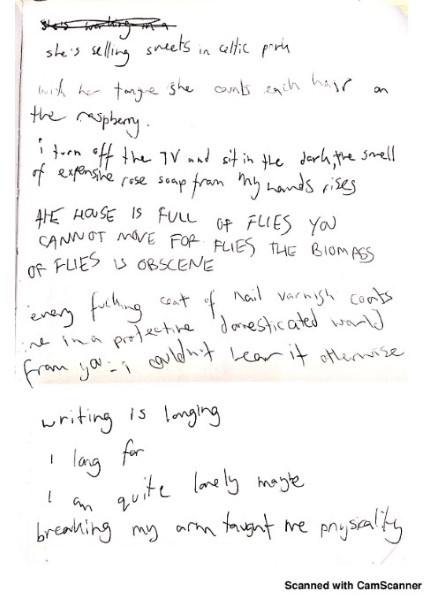 she's selling sweets in celtic park
with her tongue she counts each hair on
the raspberry.
i turn off the TV and sit in the dark, the smell
of expensive rose soap from my hands rises
THE HOUSE IS FULL OF FLIES YOU
CANNOT MOVE FOR FLIES THE BIOMASS
OF FLIES IS OBSCENE
every fucking coat of nail varnish coats
me in a protective domesticated world
from you - i couldn't bear it otherwise
writing is longing
I long for
I am quite lonely maybe
breaking my arm taught me physicality
Scanned with CamScanner